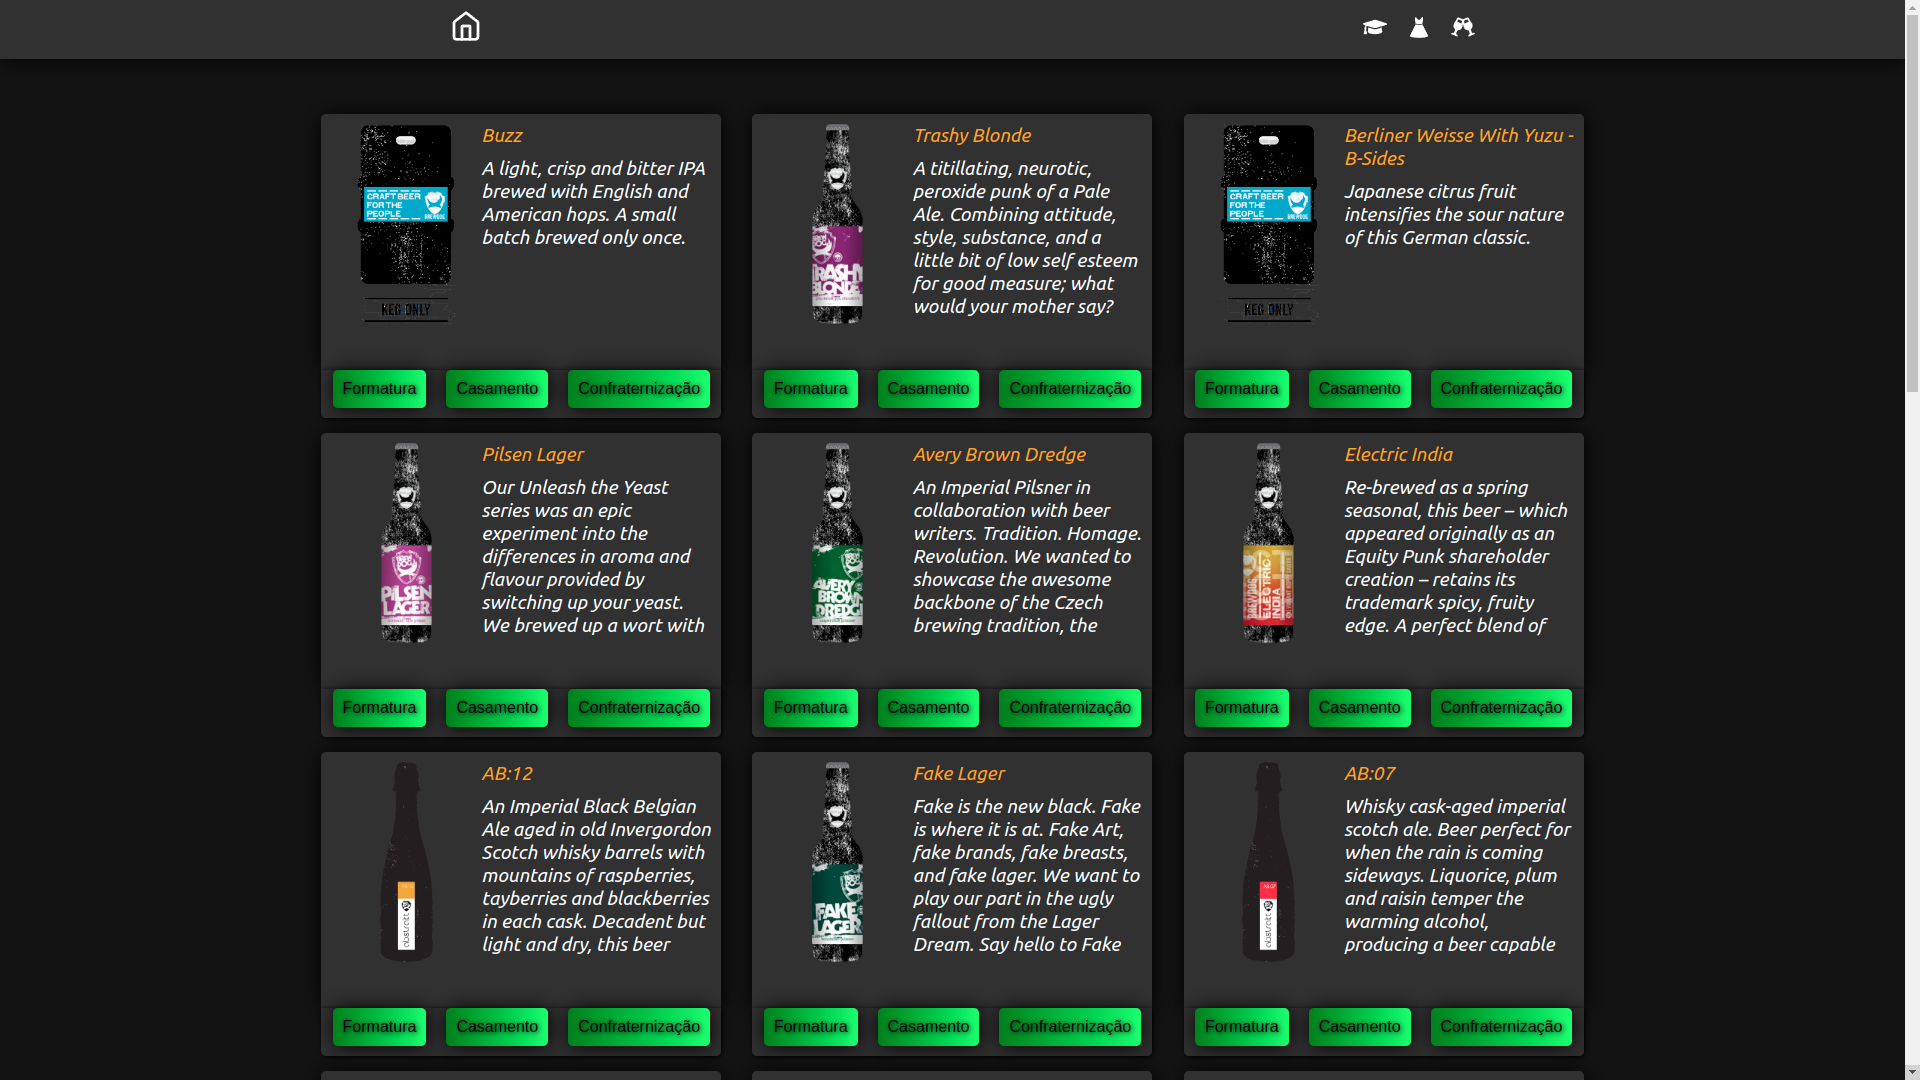 Buzz
A light, crisp and bitter IPA
brewed with English and
American hops. A small
batch brewed only once.
CRAFT BEER
FOR THE
PEOPLE
BREWDOG
KEG ONLY
Formatura
Casamento
Confraternização
Trashy Blonde
A titillating, neurotic,
peroxide punk of a Pale
Ale. Combining attitude,
style, substance, and a
little bit of low self esteem
for good measure; what
would your mother say?
TRASHY
BLONDE
Formatura
Casamento
Confraternização
Berliner Weisse With Yuzu -
B-Sides
Japanese citrus fruit
intensifies the sour nature
of this German classic.
CRAFT BEER
FOR THE
PEOPLE
BREWDOG
KEG ONLY
Formatura
Casamento
Confraternização
Pilsen Lager
Our Unleash the Yeast
series was an epic
experiment into the
differences in aroma and
flavour provided by
switching up your yeast.
We brewed up a wort with
PILSEN
LAGER
Formatura
Casamento
Confraternização
Avery Brown Dredge
An Imperial Pilsner in
collaboration with beer
writers. Tradition. Homage.
Revolution. We wanted to
showcase the awesome
backbone of the Czech
brewing tradition, the
AVERY
BROWN
DREDGE
Formatura
Casamento
Confraternização
Electric India
Re-brewed as a spring
seasonal, this beer – which
appeared originally as an
Equity Punk shareholder
creation – retains its
trademark spicy, fruity
edge. A perfect blend of
BREWDOG
ELECTRIC
INDIA
Formatura
Casamento
Confraternização
AB:12
An Imperial Black Belgian
Ale aged in old Invergordon
Scotch whisky barrels with
mountains of raspberries,
tayberries and blackberries
in each cask. Decadent but
light and dry, this beer
AB:12
abstrakt
Formatura
Casamento
Confraternização
Fake Lager
Fake is the new black. Fake
is where it is at. Fake Art,
fake brands, fake breasts,
and fake lager. We want to
play our part in the ugly
fallout from the Lager
Dream. Say hello to Fake
FAKE
LAGER
Formatura
Casamento
Confraternização
AB:07
Whisky cask-aged imperial
scotch ale. Beer perfect for
when the rain is coming
sideways. Liquorice, plum
and raisin temper the
warming alcohol,
producing a beer capable
AB:07
abstrakt
Formatura
Casamento
Confraternização